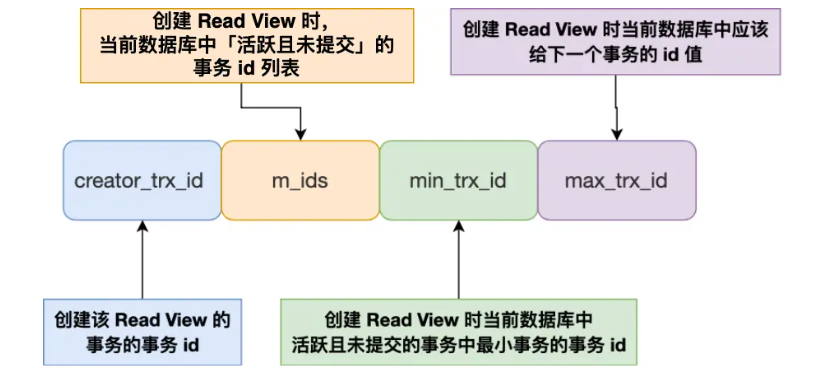 创建 Read View 时，
当前数据库中「活跃且未提交」的
事务 id 列表
创建 Read View 时当前数据库中应该
给下一个事务的 id 值
creator_trx_id
m_ids
min_trx_id
max_trx_id
创建该 Read View 的
事务的事务 id
创建 Read View 时当前数据库中
活跃且未提交的事务中最小事务的事务 id